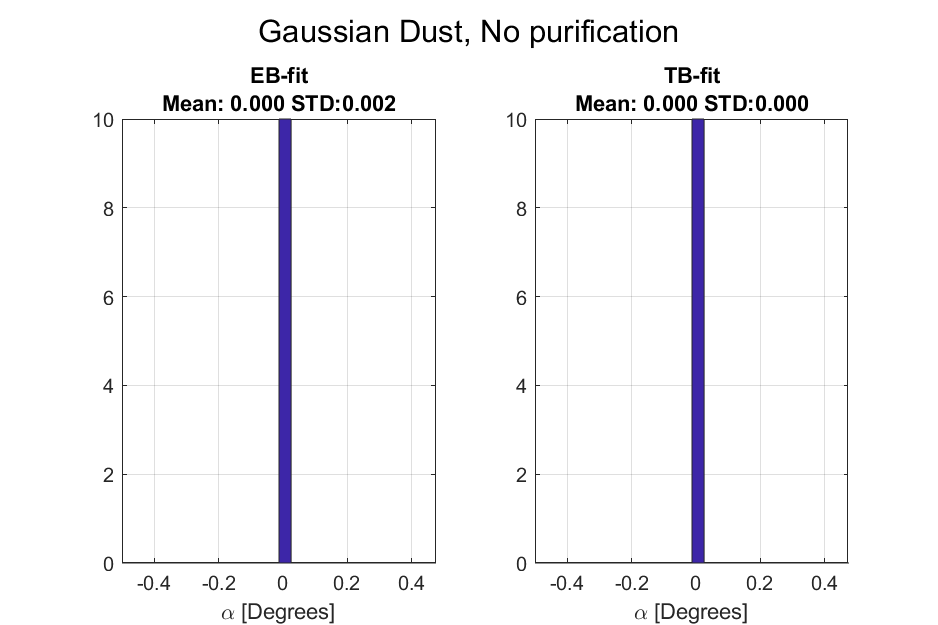 Gaussian Dust, No purification
EB-fit
Mean: 0.000 STD:0.002
10
8
6
4
2
0
-0.4 -0.2 0 0.2 0.4
α [Degrees]
TB-fit
Mean: 0.000 STD:0.000
10
8
6
4
2
0
-0.4 -0.2 0 0.2 0.4
α [Degrees]